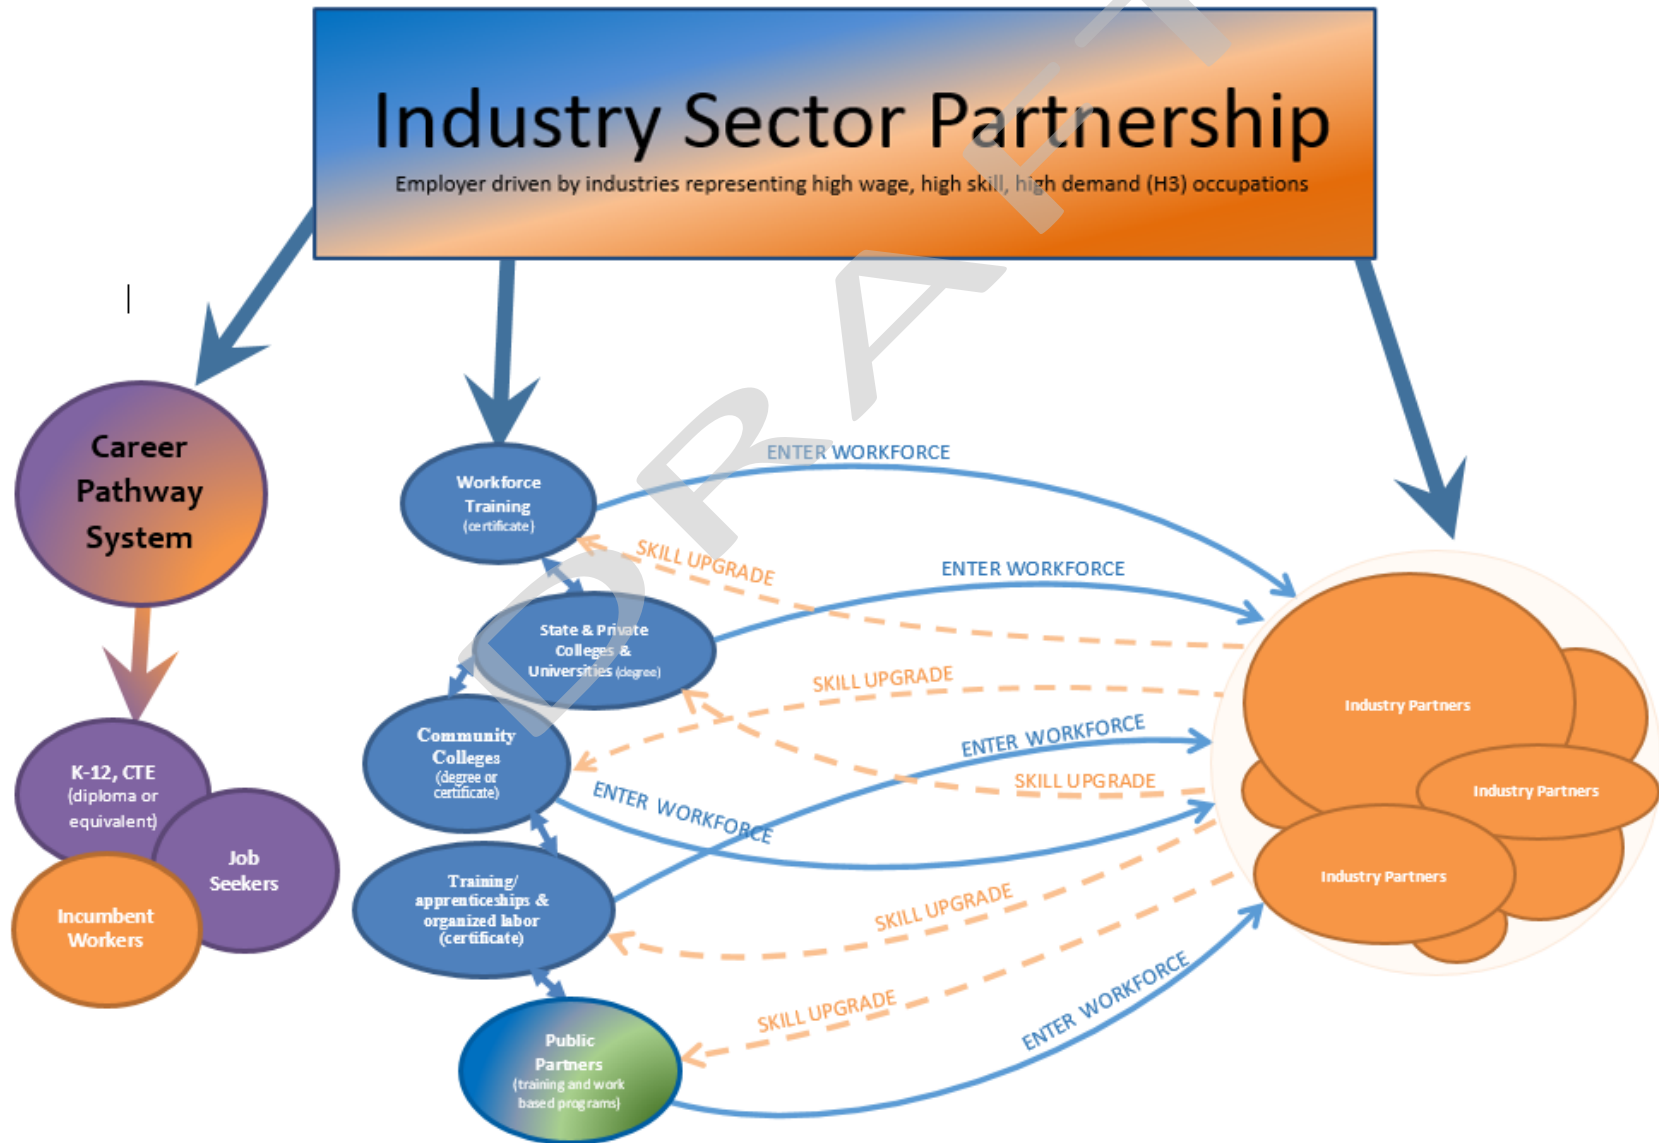 Industry Sector Partnership
Employer driven by industries representing high wage, high skill, high demand (H3) occupations
DRAFT
Career
Pathway
System
K-12, CTE
(diploma or
equivalent)
Job
Seekers
Incumbent
Workers
Workforce
Training
(certificate)
State & Private
Colleges &
Universities (degree)
Community
Colleges
(degree or
certificate)
Training/
apprenticeships &
organized labor
(certificate)
Public
Partners
(training and work
based programs)
ENTER WORKFORCE
SKILL UPGRADE
ENTER WORKFORCE
SKILL UPGRADE
ENTER WORKFORCE
SKILL UPGRADE
ENTER WORKFORCE
SKILL UPGRADE
SKILL UPGRADE
ENTER WORKFORCE
Industry Partners
Industry Partners
Industry Partners